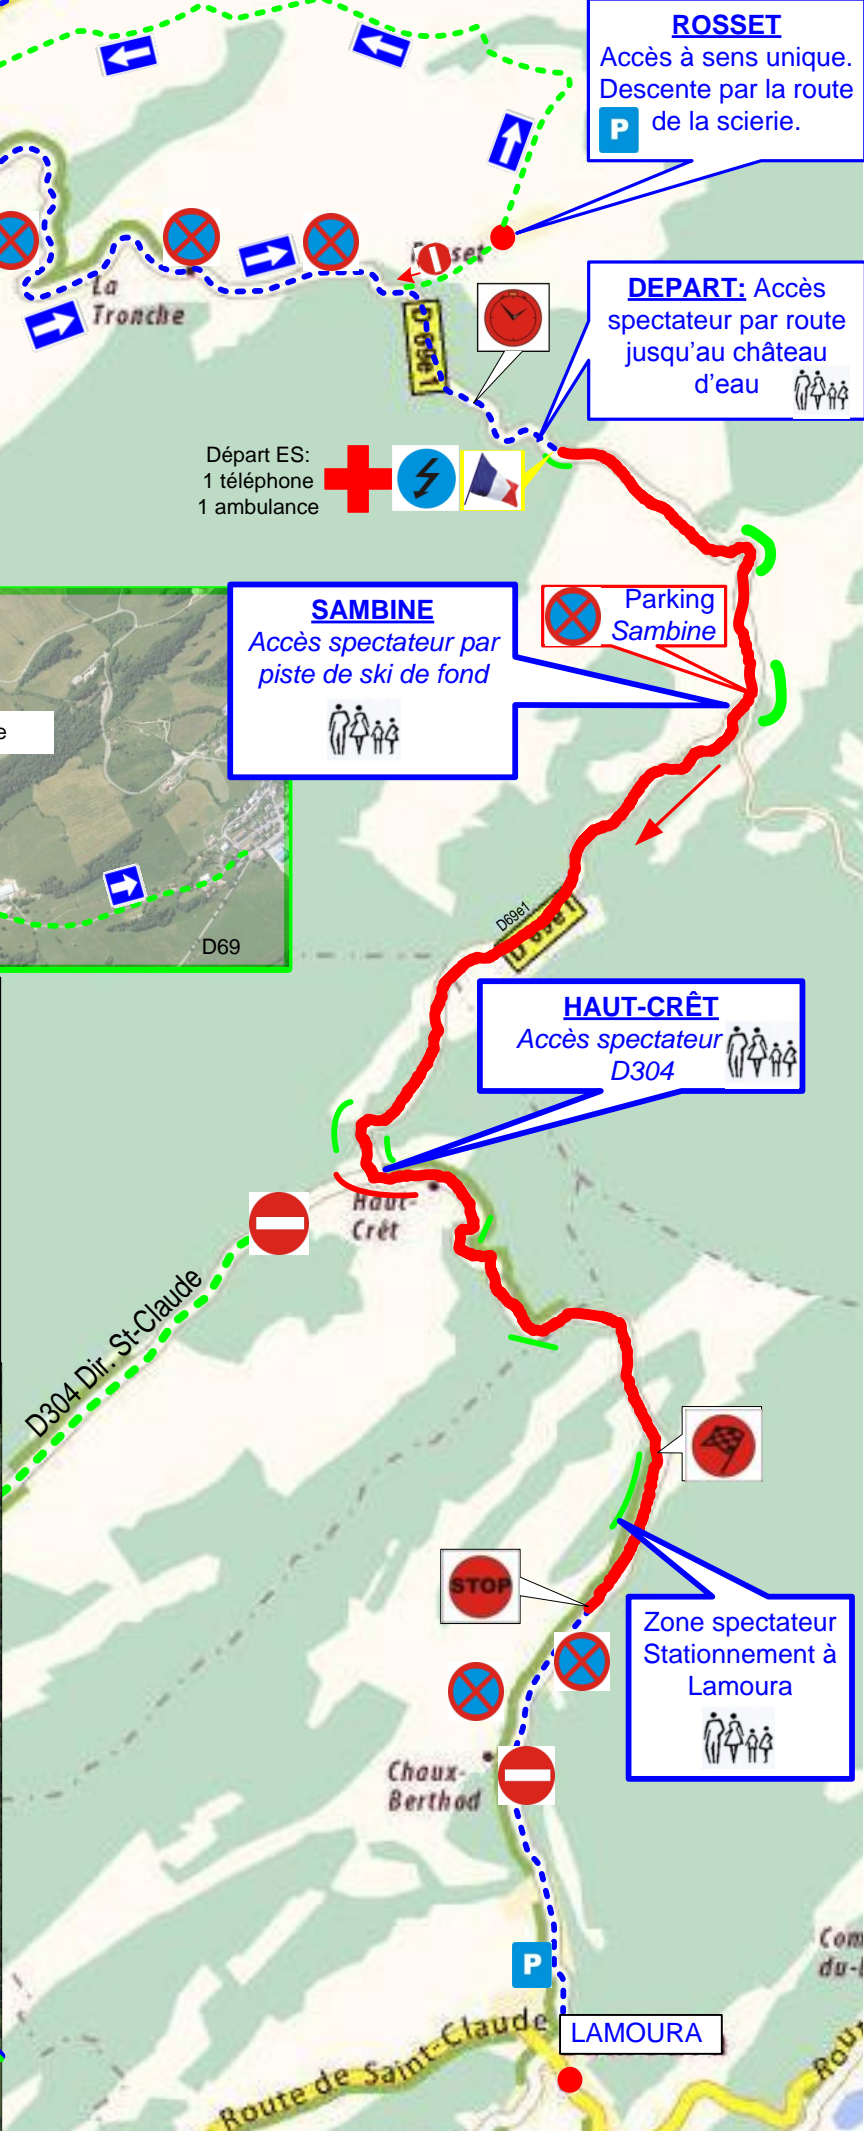 ROSSET
Accès à sens unique.
Descente par la route
P de la scierie.
La
Tronche
DEPART: Accès
spectateur par route
jusqu'au château
d'eau
D 69e1
Départ ES:
1 téléphone
1 ambulance
SAMBINE
Accès spectateur par
piste de ski de fond
Parking
Sambine
e
D69
D69e1
D 69e1
HAUT-CRÊT
Accès spectateur
D304
Haut-
Crêt
D304 Dir. St-Claude
STOP
Zone spectateur
Stationnement à
Lamoura
Chaux-
Berthod
P
LAMOURA
Route de Saint-Claude